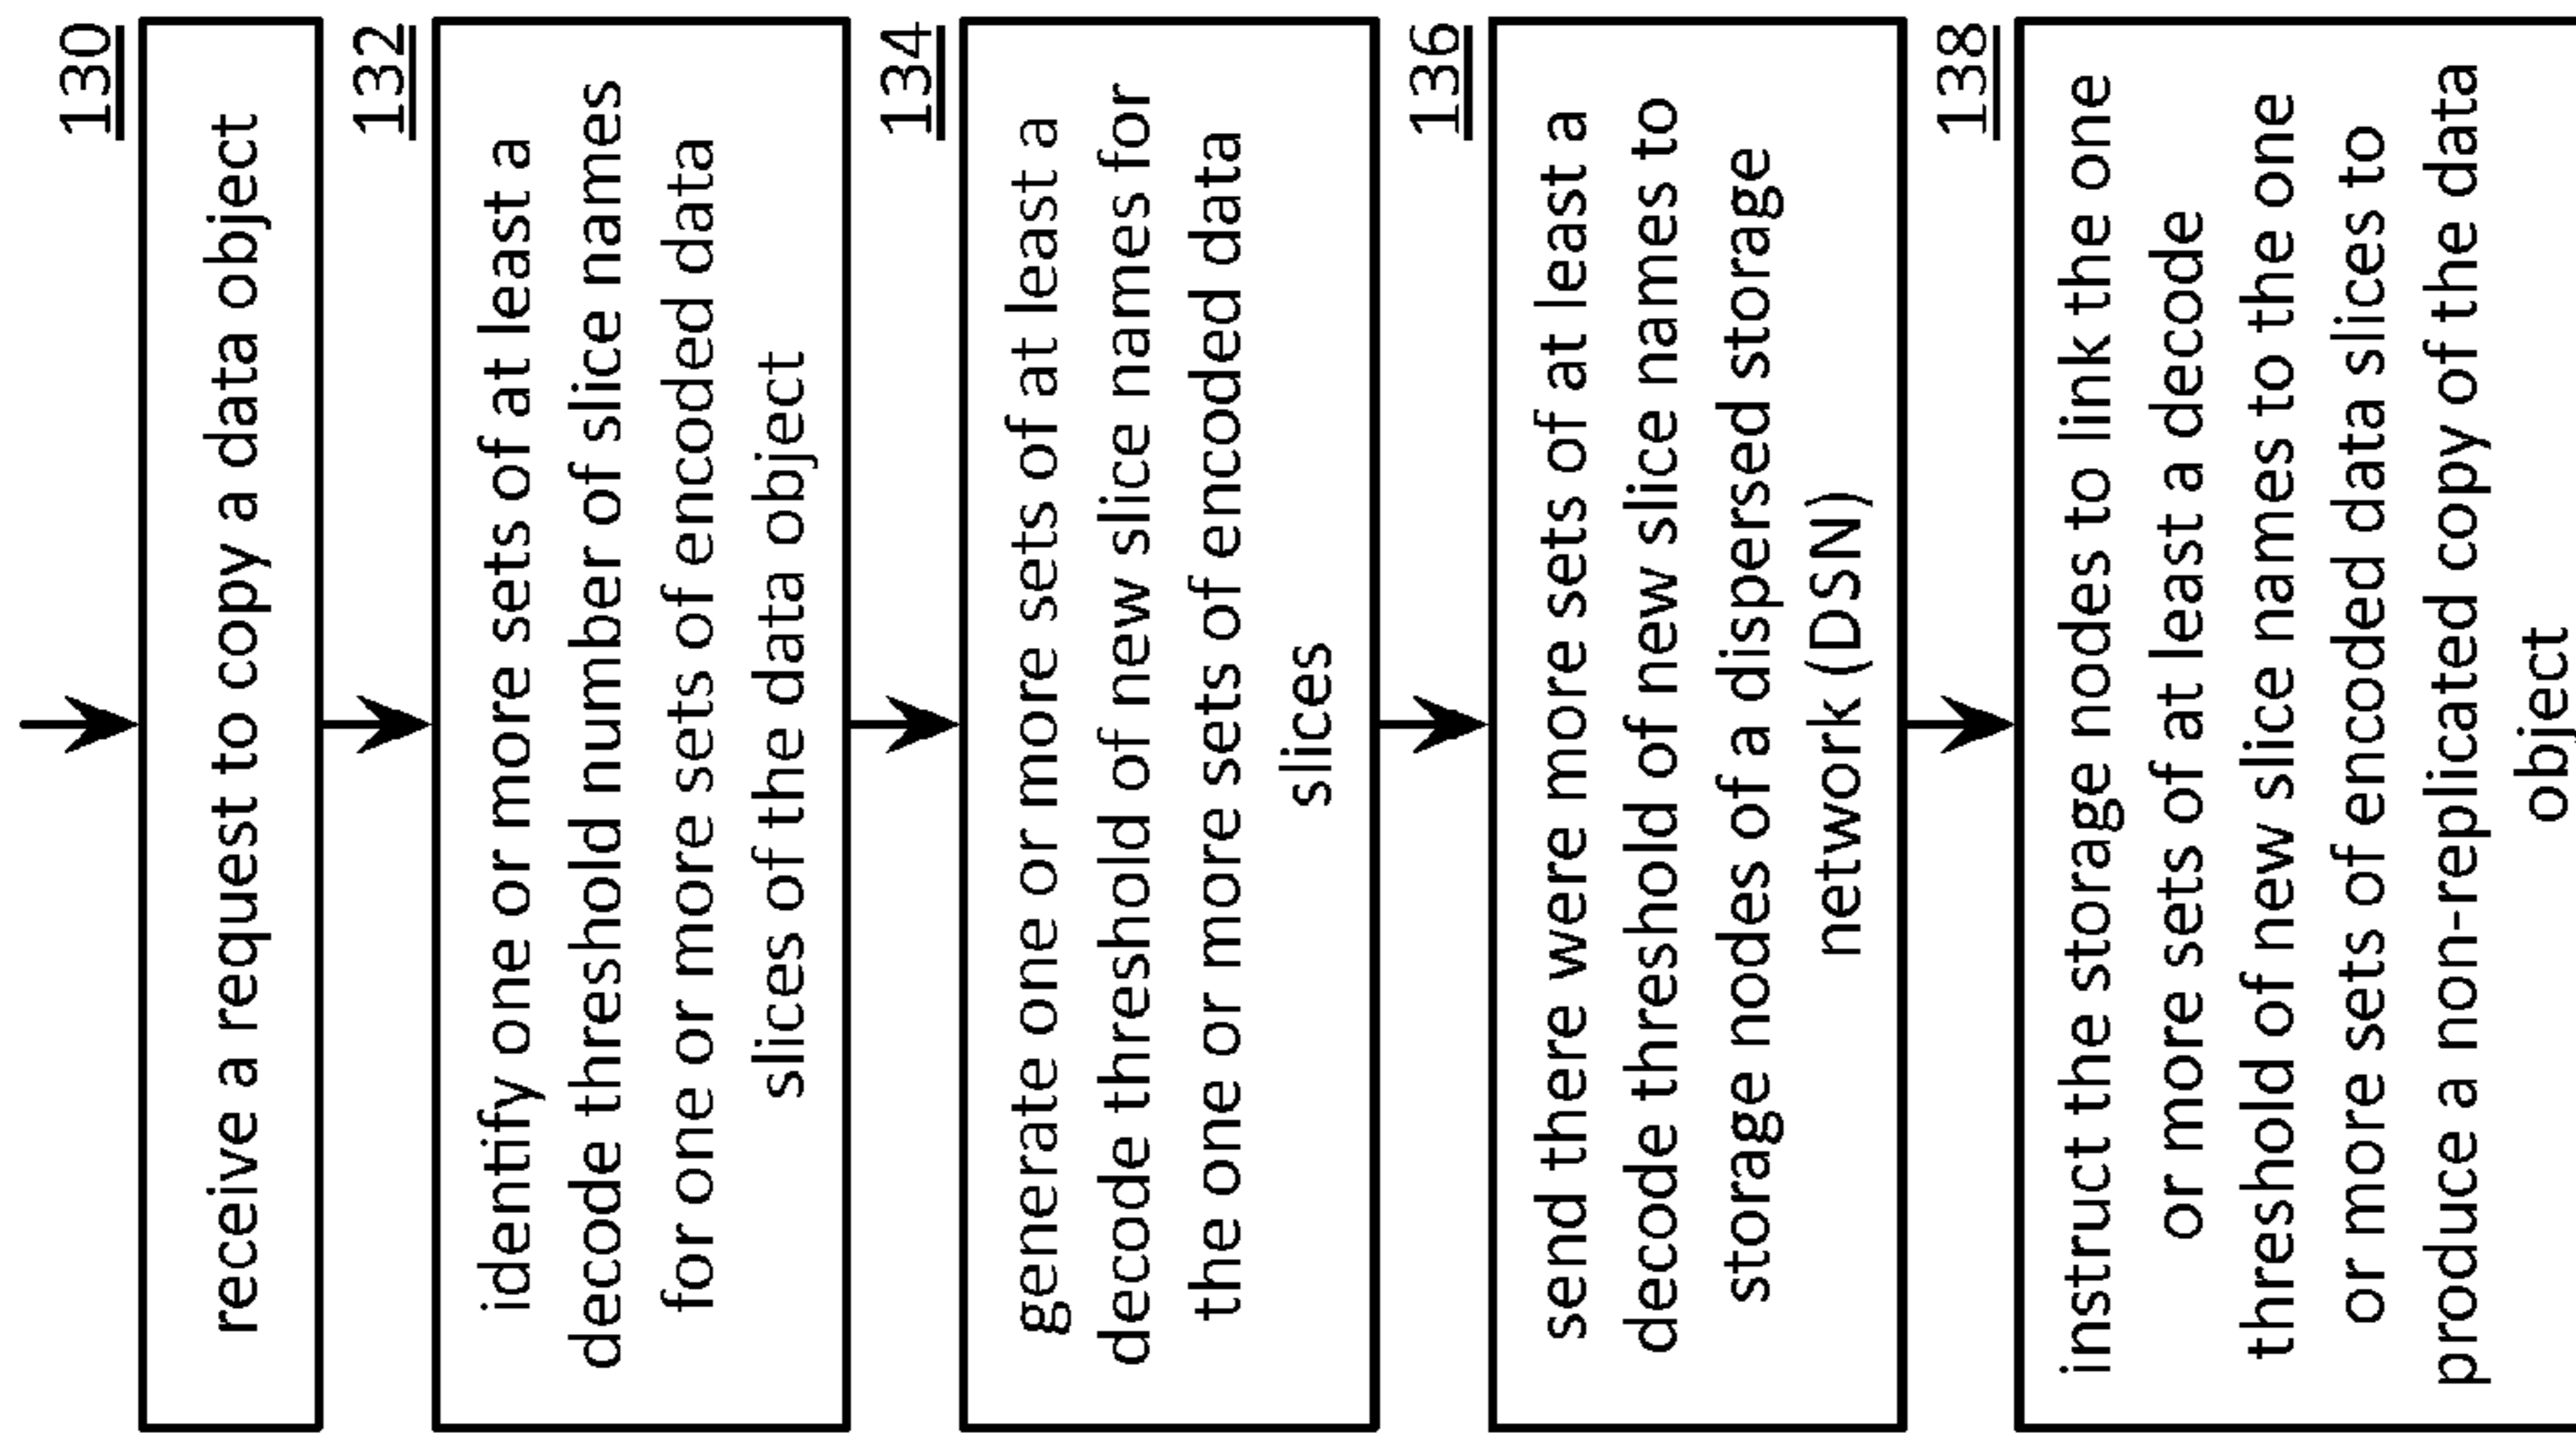 130
receive a request to copy a data object
132
identify one or more sets of at least a
decode threshold number of slice names
for one or more sets of encoded data
slices of the data object
134
generate one or more sets of at least a
decode threshold of new slice names for
the one or more sets of encoded data
slices
136
send there were more sets of at least a
decode threshold of new slice names to
storage nodes of a dispersed storage
network (DSN)
138
instruct the storage nodes to link the one
or more sets of at least a decode
threshold of new slice names to the one
or more sets of encoded data slices to
produce a non-replicated copy of the data
object